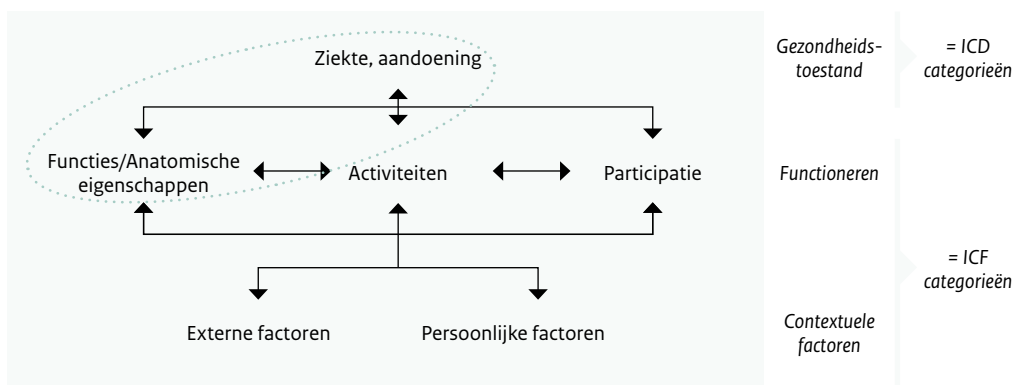 Ziekte, aandoening
Gezondheids-
toestand
= ICD
categorieën
Functies/Anatomische
eigenschappen
Activiteiten
Participatie
Functioneren
= ICF
categorieën
Externe factoren
Persoonlijke factoren
Contextuele
factoren